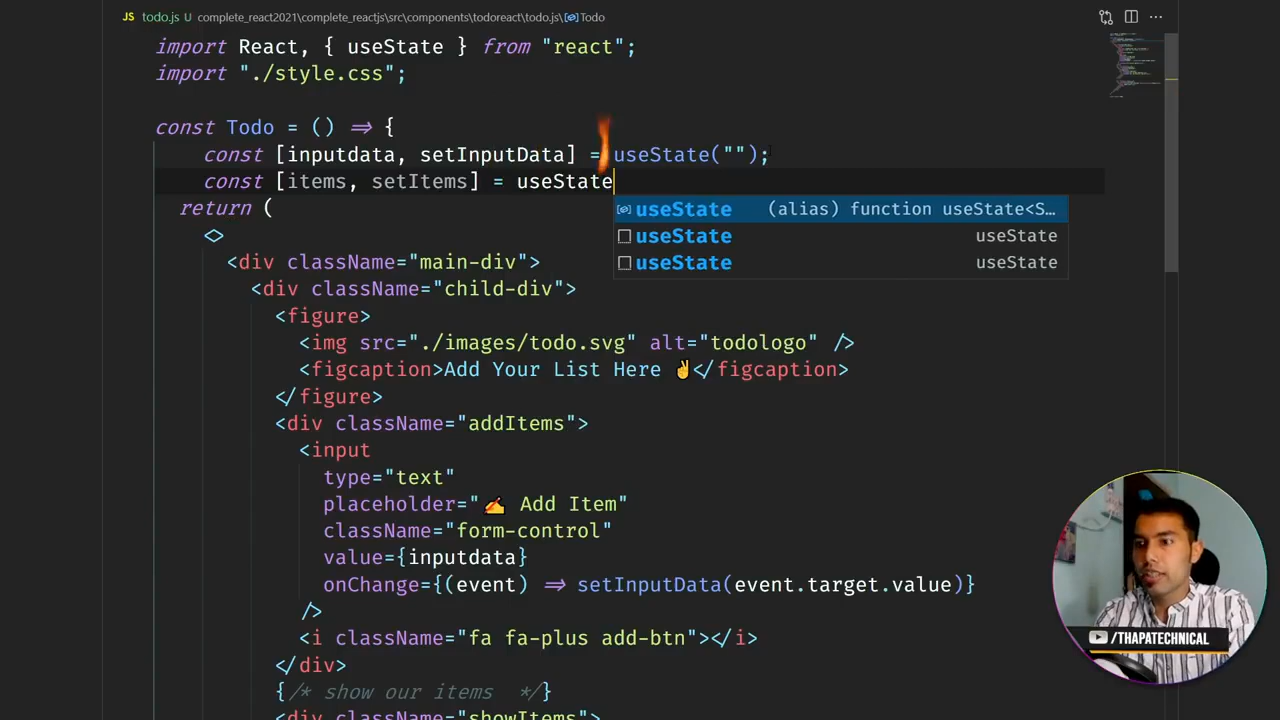 JS todo.js U complete_react2021\complete_reactjs\src\components\todoreact\todo.js\Todo
import React, { useState } from "react";
import "./style.css";
const Todo = () => {
const [inputdata, setInputData] = useState("");
const [items, setItems] = useState
return (
useState (alias) function useState<S...
<>
useState useState
<div className="main-div">
useState useState
<div className="child-div">
<figure>
<img src="./images/todo.svg" alt="todologo" />
<figcaption>Add Your List Here ✌</figcaption>
</figure>
<div className="addItems">
<input
type="text"
placeholder="✍ Add Item"
className="form-control"
value={inputdata}
onChange={(event) => setInputData(event.target.value)}
/>
<i className="fa fa-plus add-btn"></i>
/THAPATECHNICAL
</div>
{/* show our items */}
<div className="showItems">